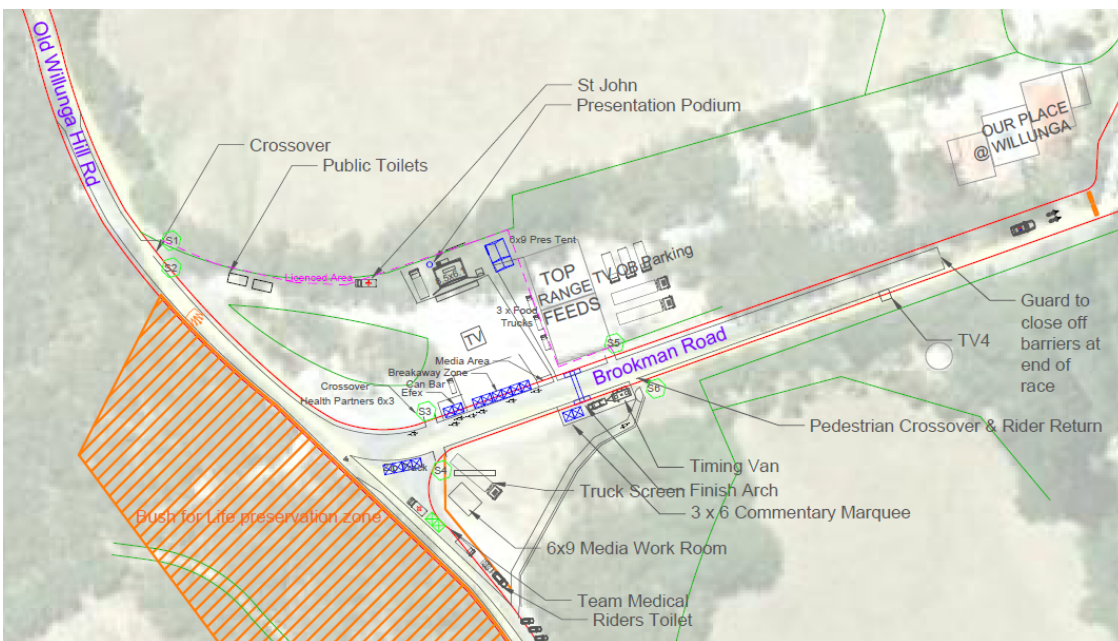 Old Willunga Hill Rd
St John
Presentation Podium
Crossover
Public Toilets
OUR PLACE
@ WILLUNGA
S1
S2
Licenced Area
6x9 Pres Tent
TOP
RANGE
FEEDS
TV OB Parking
3 x Food
Trucks
TV
S5
Brookman Road
Guard to
close off
barriers at
end of
race
TV4
Media Area
Breakaway Zone
Can Bar
Efex
Crossover
Health Partners 6x3
S3
S6
Pedestrian Crossover & Rider Return
S4
Timing Van
Truck Screen
Finish Arch
3 x 6 Commentary Marquee
Bush for Life preservation zone
6x9 Media Work Room
Team Medical
Riders Toilet